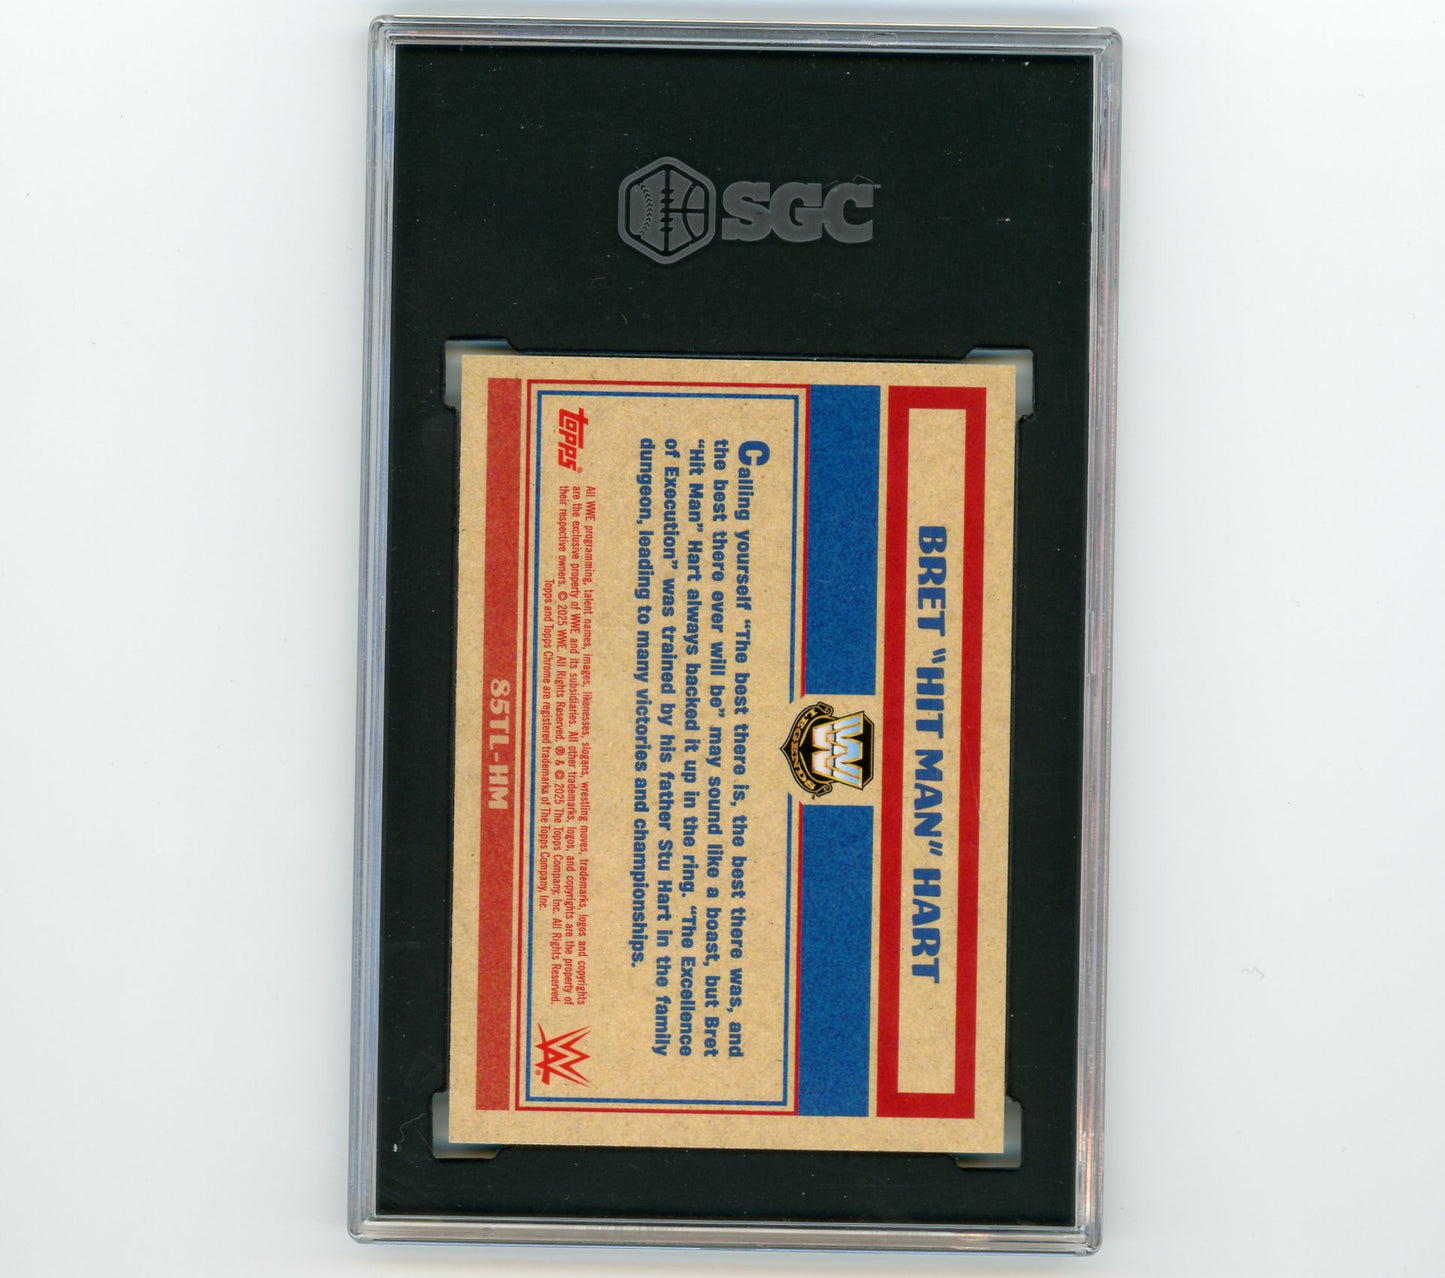 SGC
BRET "HIT MAN" HART
W
LEGENDS
Calling yourself "The best there is, the best there was, and
the best there ever will be" may sound like a boast, but Bret
"Hit Man" Hart always backed it up in the ring. "The Excellence
of Execution" was trained by his father Stu Hart in the family
dungeon, leading to many victories and championships.
topps®
All WWE programming, talent names, images, likenesses, slogans, wrestling moves, trademarks, logos and copyrights
are the exclusive property of WWE and its subsidiaries. All other trademarks, logos, and copyrights are the property of
their respective owners. © 2025 WWE. All Rights Reserved. ® & © 2025 The Topps Company, Inc. All Rights Reserved.
Topps and Topps Chrome are registered trademarks of The Topps Company, Inc.
W®
85TL-HM